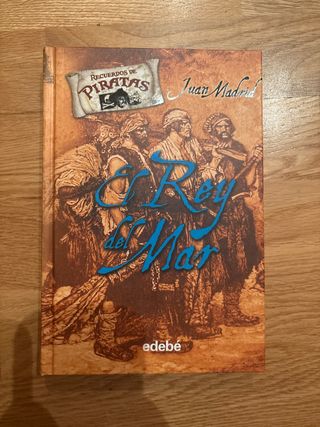 RECUERDOS DE
PIRATAS
Juan Madrid
El Rey
del Mar
edebé